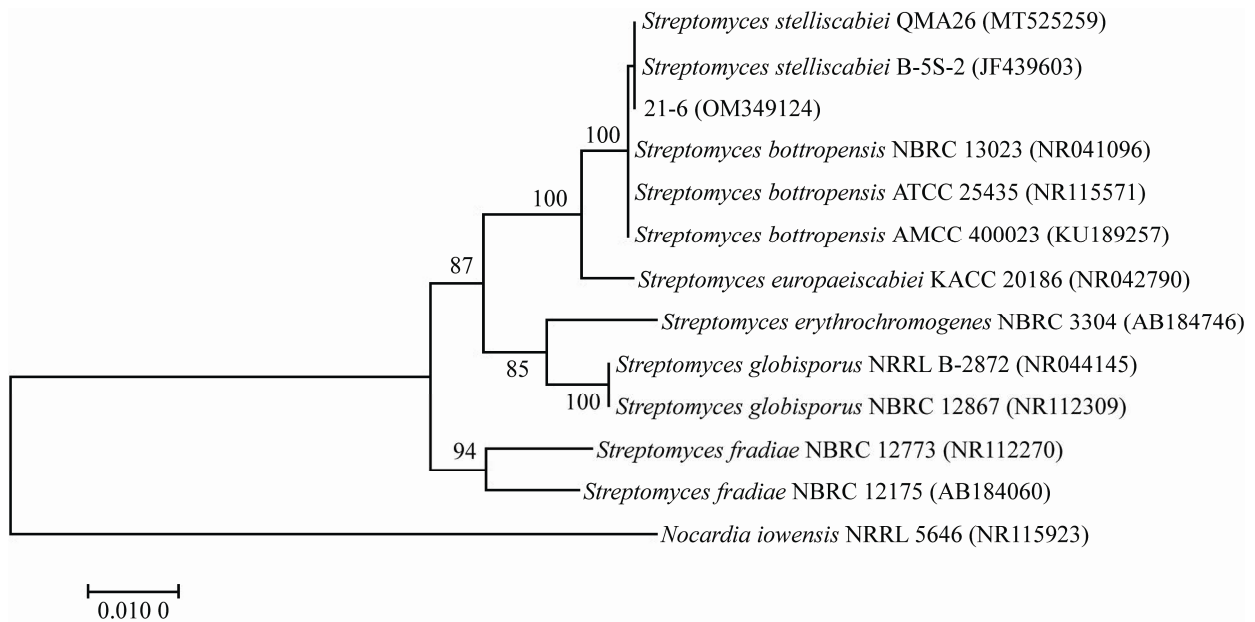 Streptomyces stelliscabiei QMA26 (MT525259)
Streptomyces stelliscabiei B-5S-2 (JF439603)
21-6 (OM349124)
100
Streptomyces bottropensis NBRC 13023 (NR041096)
Streptomyces bottropensis ATCC 25435 (NR115571)
100
Streptomyces bottropensis AMCC 400023 (KU189257)
87
Streptomyces europaeiscabiei KACC 20186 (NR042790)
Streptomyces erythrochromogenes NBRC 3304 (AB184746)
85
Streptomyces globisporus NRRL B-2872 (NR044145)
100
Streptomyces globisporus NBRC 12867 (NR112309)
94
Streptomyces fradiae NBRC 12773 (NR112270)
Streptomyces fradiae NBRC 12175 (AB184060)
Nocardia iowensis NRRL 5646 (NR115923)
0.010 0